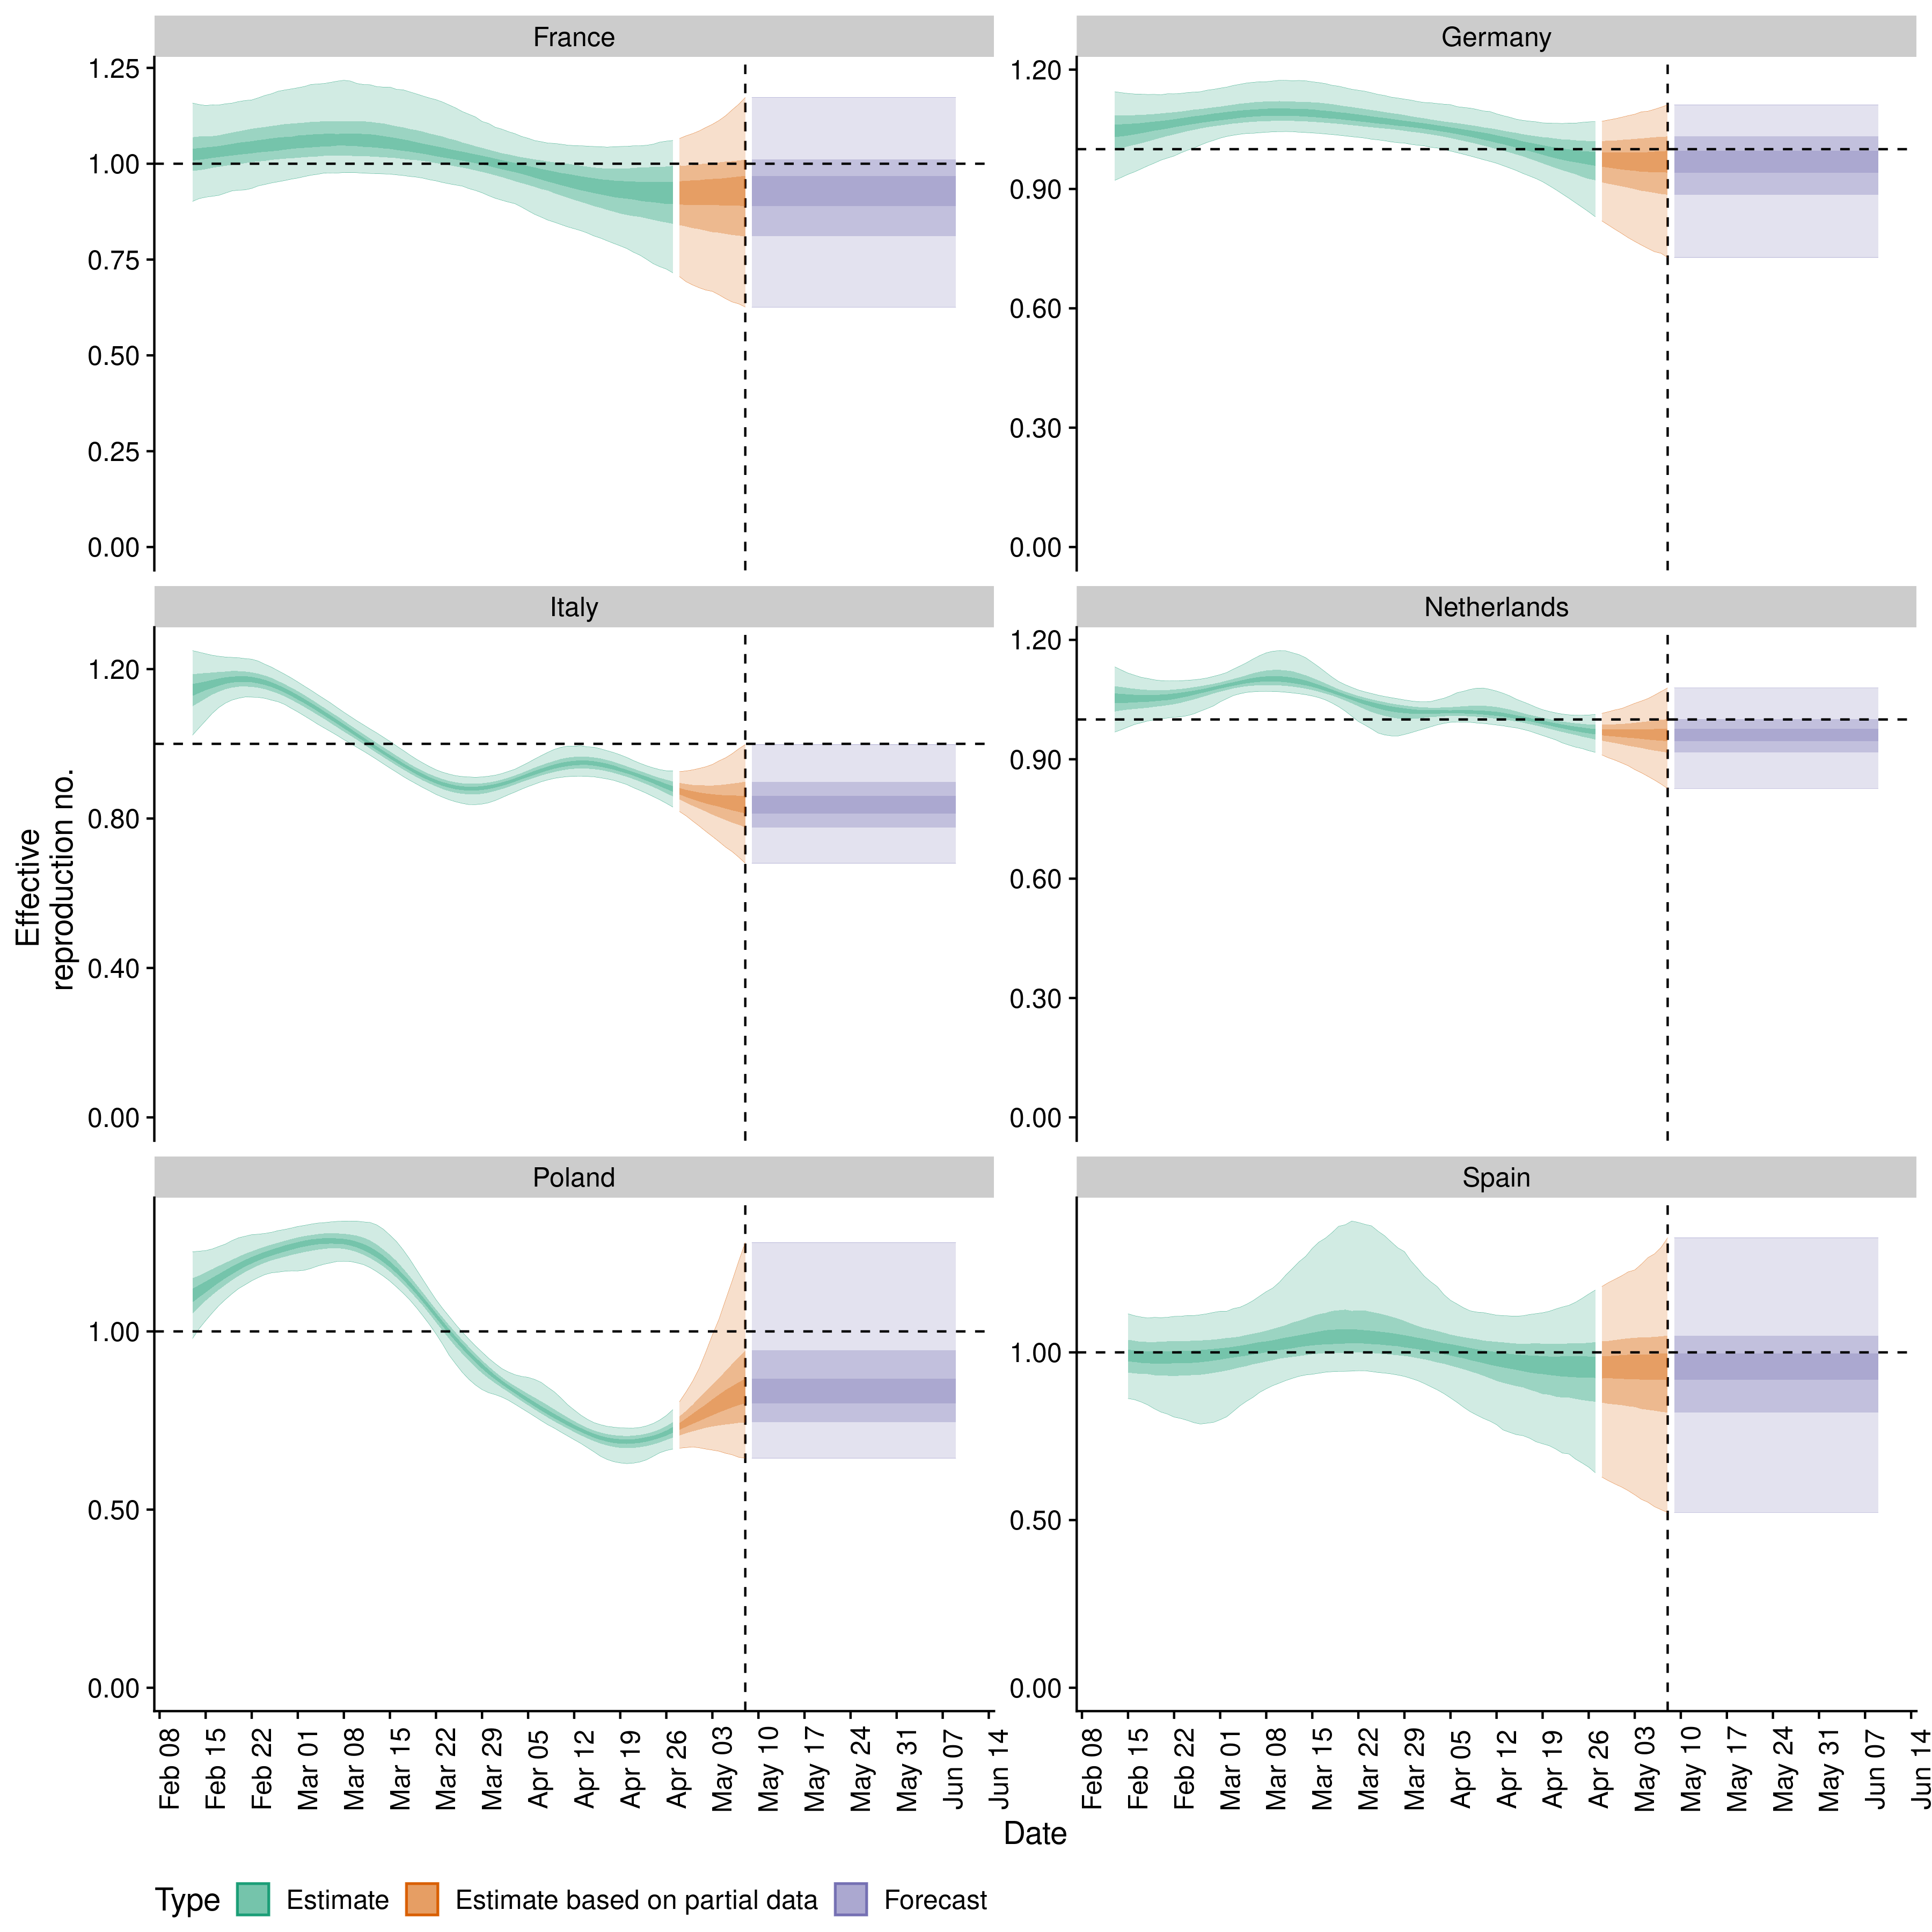 France
Germany
1.25
1.00
0.75
0.50
0.25
0.00
1.20
0.90
0.60
0.30
0.00
Italy
Netherlands
1.20
0.80
0.40
0.00
1.20
0.90
0.60
0.30
0.00
Effective
reproduction no.
Poland
Spain
1.00
0.50
0.00
1.00
0.50
0.00
Feb 08
Feb 15
Feb 22
Mar 01
Mar 08
Mar 15
Mar 22
Mar 29
Apr 05
Apr 12
Apr 19
Apr 26
May 03
May 10
May 17
May 24
May 31
Jun 07
Jun 14
Feb 08
Feb 15
Feb 22
Mar 01
Mar 08
Mar 15
Mar 22
Mar 29
Apr 05
Apr 12
Apr 19
Apr 26
May 03
May 10
May 17
May 24
May 31
Jun 07
Jun 14
Date
Type Estimate Estimate based on partial data Forecast